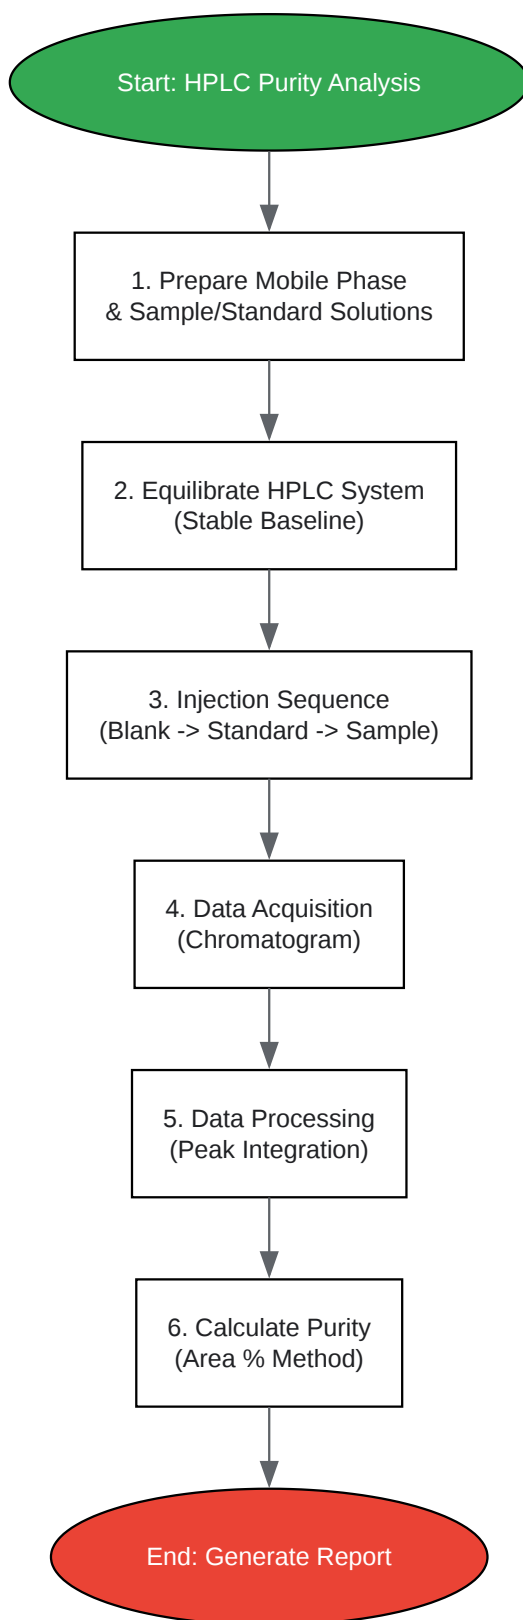 Start: HPLC Purity Analysis
1. Prepare Mobile Phase
& Sample/Standard Solutions
2. Equilibrate HPLC System
(Stable Baseline)
3. Injection Sequence
(Blank -> Standard -> Sample)
4. Data Acquisition
(Chromatogram)
5. Data Processing
(Peak Integration)
6. Calculate Purity
(Area % Method)
End: Generate Report